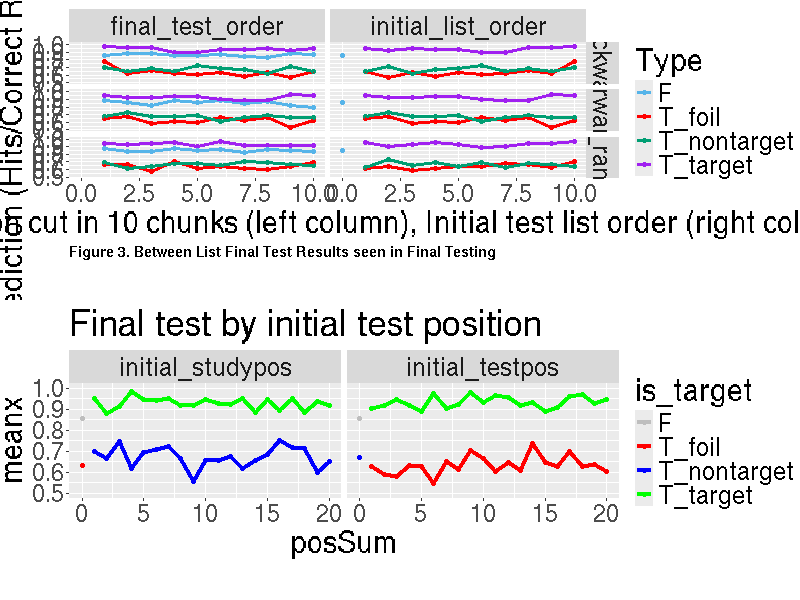 final_test_order initial_list_order
Type
F
T_foil
T_nontarget
T_target
0.0 2.5 5.0 7.5 10.0 0.0 2.5 5.0 7.5 10.0
cut in 10 chunks (left column), Initial test list order (right col
ediction (Hits/Correct R
Figure 3. Between List Final Test Results seen in Final Testing
Final test by initial test position
initial_studypos initial_testpos
meanx
1.0
0.9
0.8
0.7
0.6
0.5
0 5 10 15 20 0 5 10 15 20
posSum
is_target
F
T_foil
T_nontarget
T_target